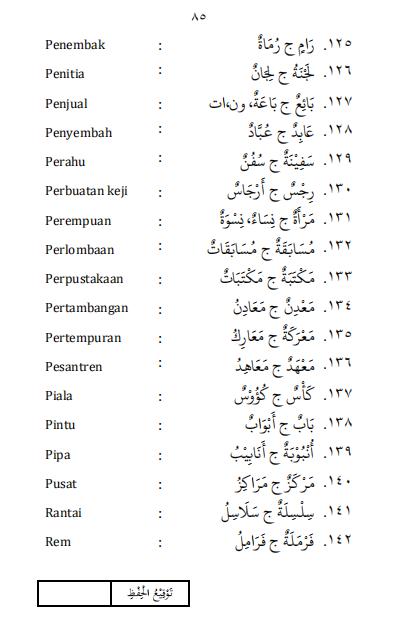 ٨٥
١٢٥. رَامٍ ج رُمَاةٌ : Penembak
١٢٦. لَجْنَةٌ ج لِجَانٌ : Penitia
١٢٧. بَائِعٌ ج بَاعَةٌ، ون،ات : Penjual
١٢٨. عَابِدٌ ج عُبَّادٌ : Penyembah
١٢٩. سَفِيْنَةٌ ج سُفُنٌ : Perahu
١٣٠. رِجْسٌ ج أَرْجَاسٌ : Perbuatan keji
١٣١. مَرْأَةٌ ج نِسَاءٌ، نِسْوَةٌ : Perempuan
١٣٢. مُسَابَقَةٌ ج مُسَابَقَاتٌ : Perlombaan
١٣٣. مَكْتَبَةٌ ج مَكْتَبَاتٌ : Perpustakaan
١٣٤. مَعْدِنٌ ج مَعَادِنُ : Pertambangan
١٣٥. مَعْرَكَةٌ ج مَعَارِكُ : Pertempuran
١٣٦. مَعْهَدٌ ج مَعَاهِدُ : Pesantren
١٣٧. كَأْسٌ ج كُؤُوْسٌ : Piala
١٣٨. بَابٌ ج أَبْوَابٌ : Pintu
١٣٩. أُنْبُوْبَةٌ ج أَنَابِيْبُ : Pipa
١٤٠. مَرْكَزٌ ج مَرَاكِزُ : Pusat
١٤١. سِلْسِلَةٌ ج سَلَاسِلُ : Rantai
١٤٢. فَرْمَلَةٌ ج فَرَامِلُ : Rem
تَوْقِيْعُ الْحِفْظِ